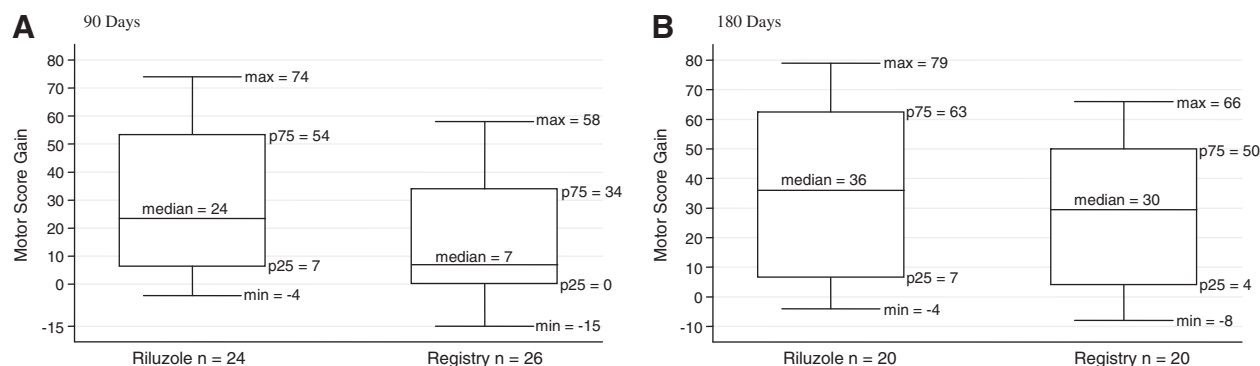 A 90 Days
Motor Score Gain
80
70
60
50
40
30
20
10
0
-15
max = 74
p75 = 54
median = 24
p25 = 7
min = -4
max = 58
p75 = 34
median = 7
p25 = 0
min = -15
Riluzole n = 24 Registry n = 26
B 180 Days
Motor Score Gain
80
70
60
50
40
30
20
10
0
-10
max = 79
p75 = 63
median = 36
p25 = 7
min = -4
max = 66
p75 = 50
median = 30
p25 = 4
min = -8
Riluzole n = 20 Registry n = 20